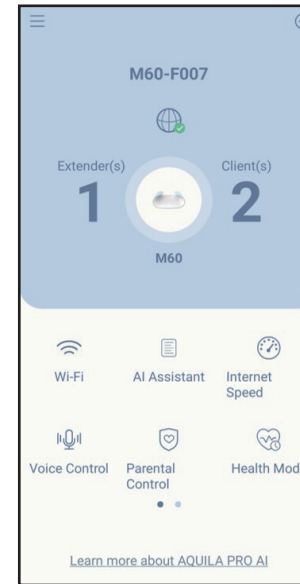 M60-F007
Extender(s)
Client(s)
1
2
M60
Wi-Fi
AI Assistant
Internet
Speed
Voice Control
Parental
Control
Health Mod
Learn more about AQUILA PRO AI